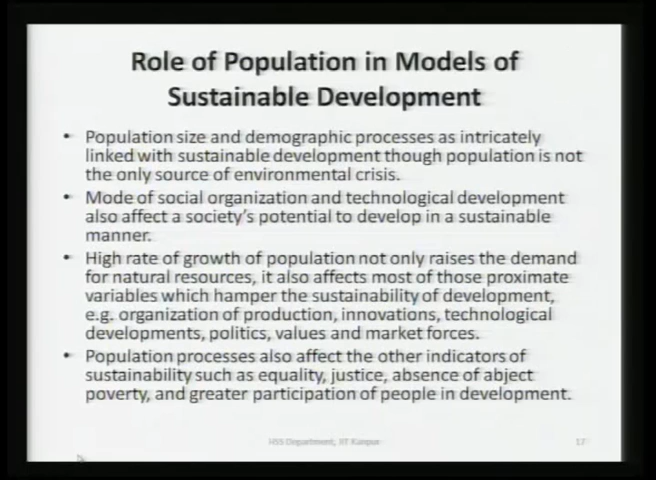 Role of Population in Models of
Sustainable Development
• Population size and demographic processes as intricately
linked with sustainable development though population is not
the only source of environmental crisis.
• Mode of social organization and technological development
also affect a society's potential to develop in a sustainable
manner.
• High rate of growth of population not only raises the demand
for natural resources, it also affects most of those proximate
variables which hamper the sustainability of development,
e.g. organization of production, innovations, technological
developments, politics, values and market forces.
• Population processes also affect the other indicators of
sustainability such as equality, justice, absence of abject
poverty, and greater participation of people in development.
HSS Department, IIT Kanpur
17